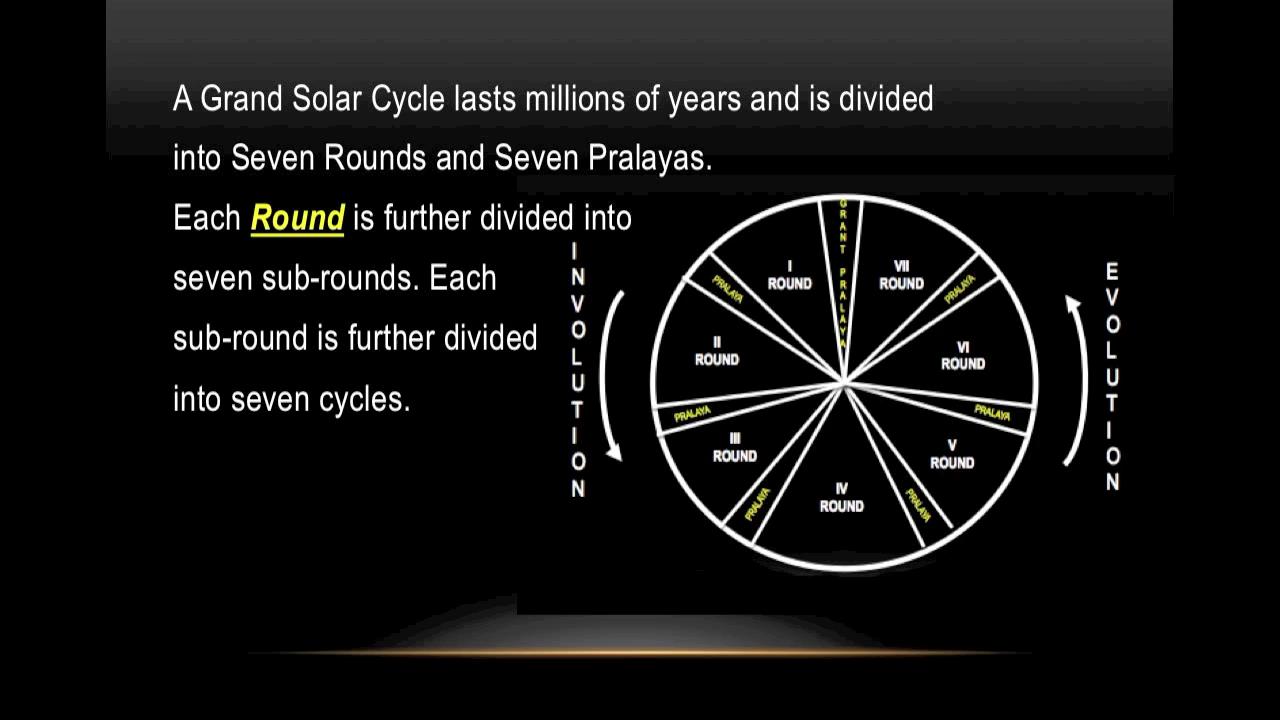 A Grand Solar Cycle lasts millions of years and is divided
into Seven Rounds and Seven Pralayas.
Each Round is further divided into
seven sub-rounds. Each
sub-round is further divided
into seven cycles.
INVOLUTION
GRANT PRALAYA
I
ROUND
PRALAYA
II
ROUND
PRALAYA
III
ROUND
PRALAYA
IV
ROUND
PRALAYA
V
ROUND
PRALAYA
VI
ROUND
PRALAYA
VII
ROUND
EVOLUTION